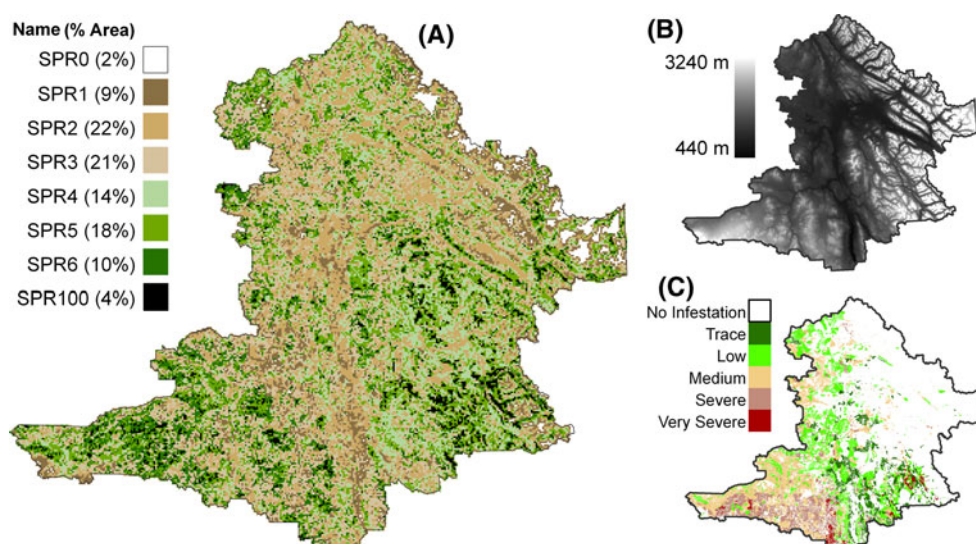 Name (% Area)
SPR0 (2%)
SPR1 (9%)
SPR2 (22%)
SPR3 (21%)
SPR4 (14%)
SPR5 (18%)
SPR6 (10%)
SPR100 (4%)
(A)
(B)
3240 m
440 m
(C)
No Infestation
Trace
Low
Medium
Severe
Very Severe